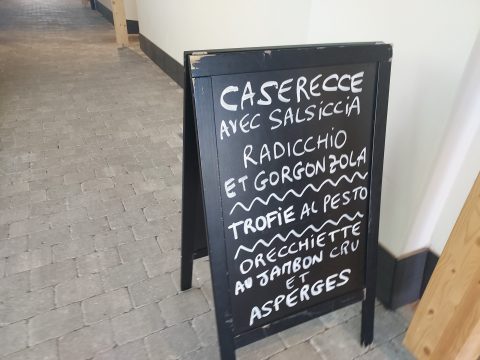 CASERECCE
AVEC SALSICCIA
RADICCHIO
ET GORGONZOLA
TROFIE AL PESTO
ORECCHIETTE
AU JAMBON CRU
ET
ASPERGES